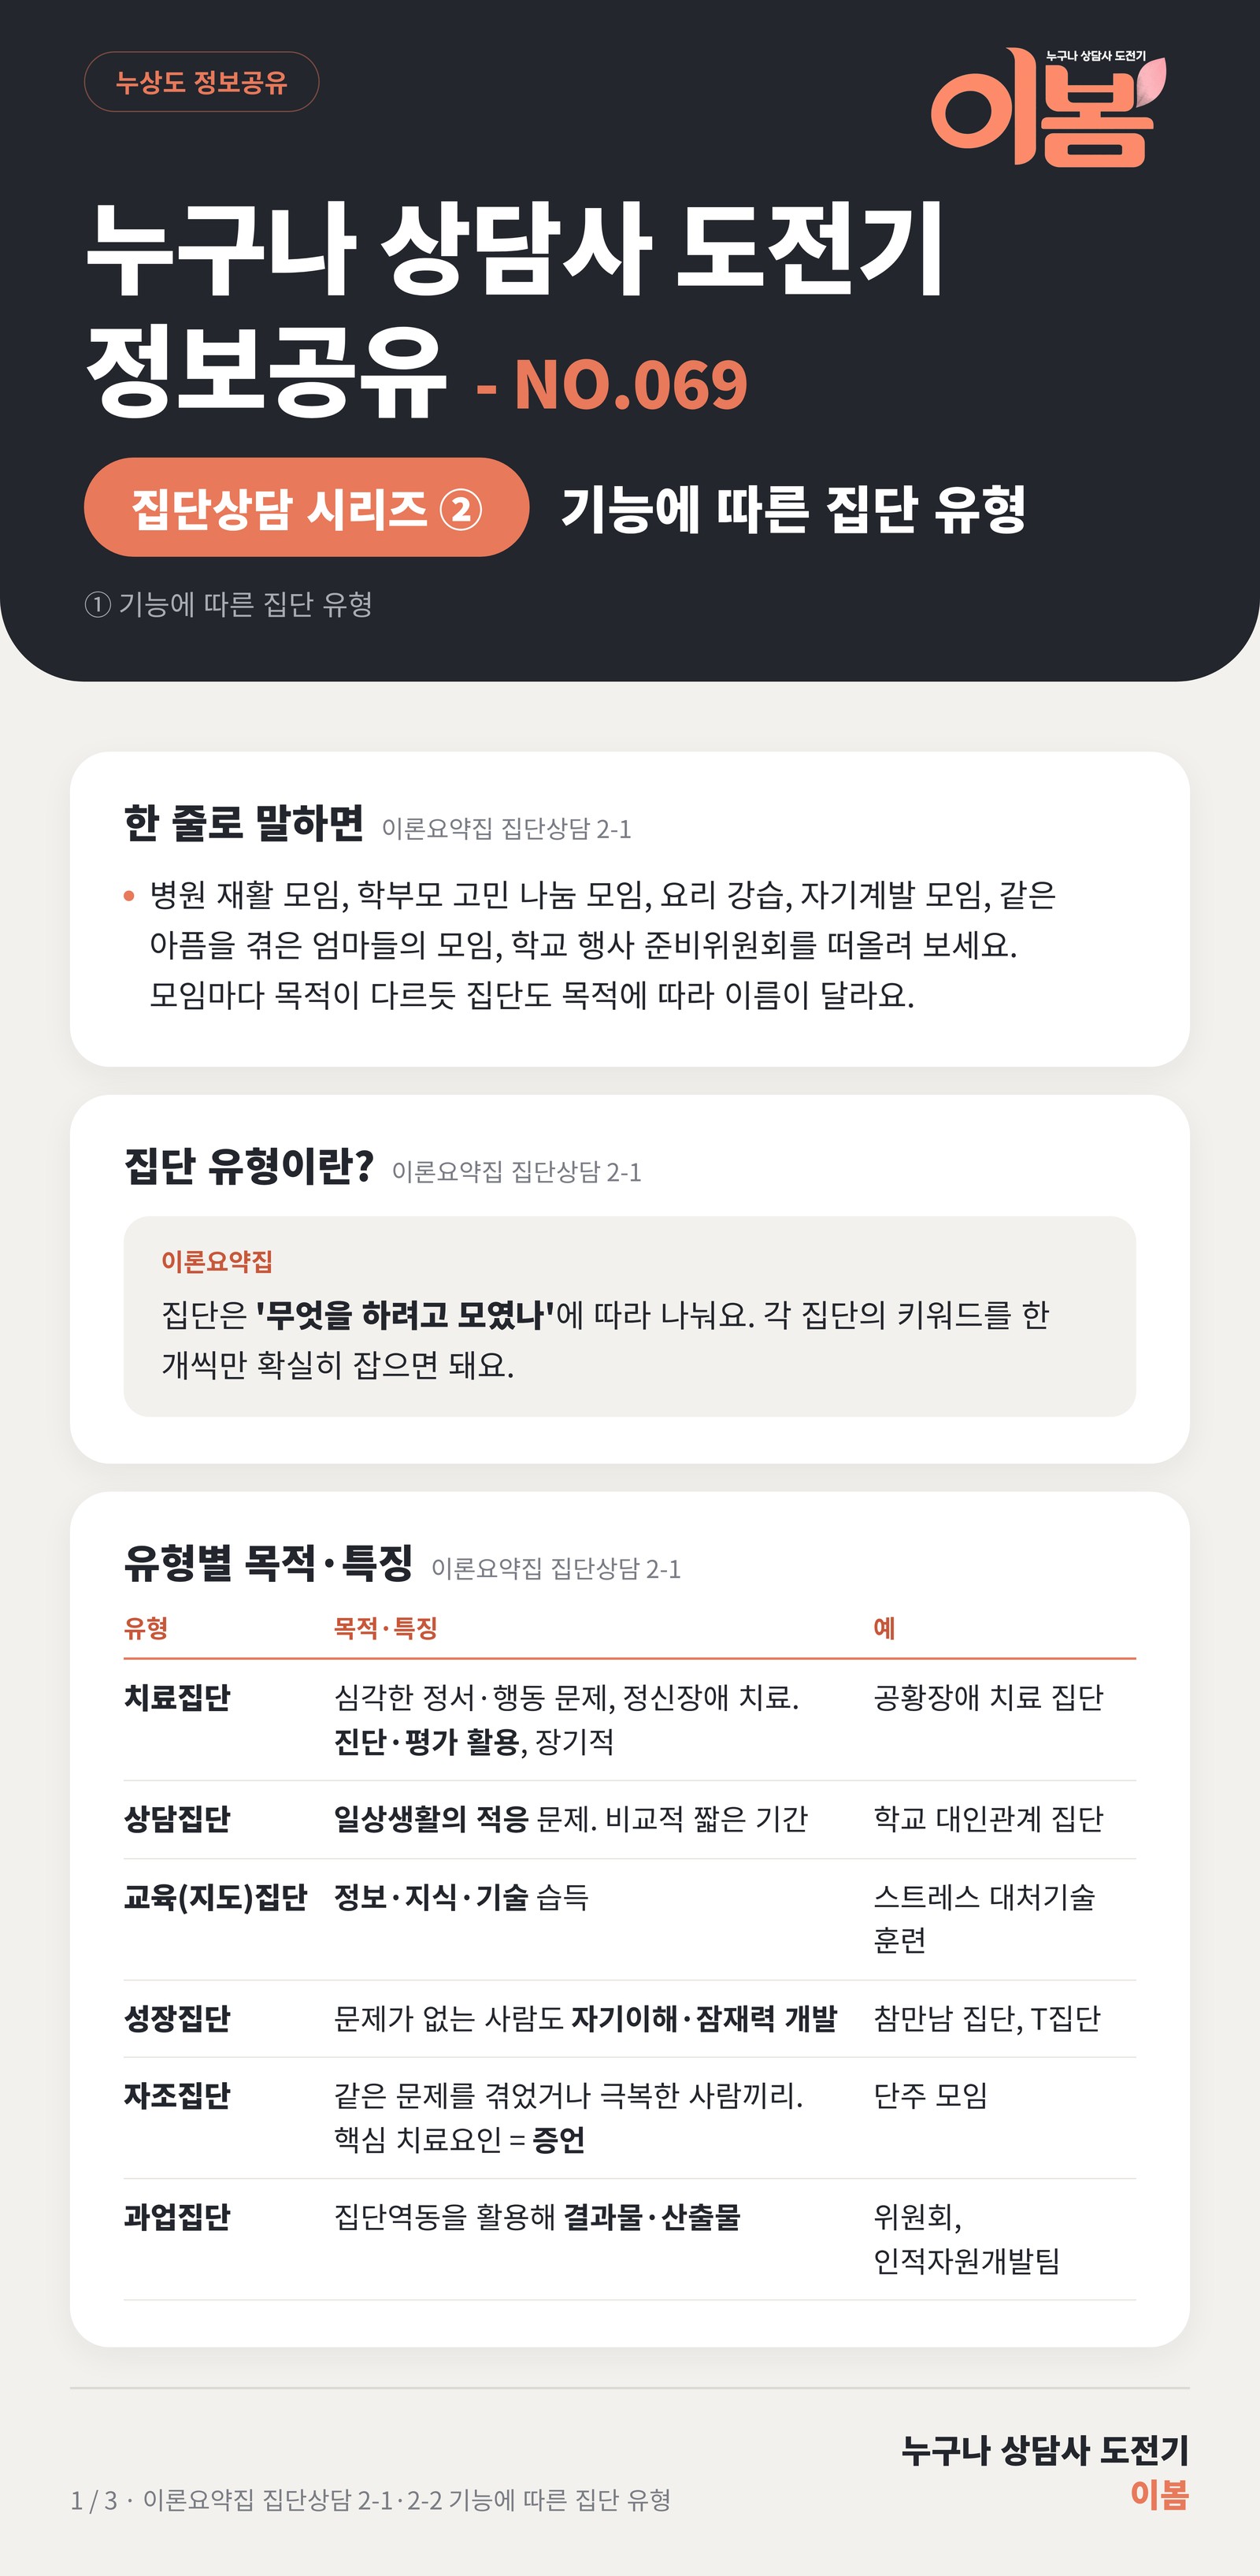 누상도 정보공유
누구나 상담사 도전기
이봄
누구나 상담사 도전기
정보공유 - NO.069
집단상담 시리즈 ② 기능에 따른 집단 유형
① 기능에 따른 집단 유형
한 줄로 말하면 이론요약집 집단상담 2-1
• 병원 재활 모임, 학부모 고민 나눔 모임, 요리 강습, 자기계발 모임, 같은
아픔을 겪은 엄마들의 모임, 학교 행사 준비위원회를 떠올려 보세요.
모임마다 목적이 다르듯 집단도 목적에 따라 이름이 달라요.
집단 유형이란? 이론요약집 집단상담 2-1
이론요약집
집단은 '무엇을 하려고 모였나'에 따라 나눠요. 각 집단의 키워드를 한
개씩만 확실히 잡으면 돼요.
유형별 목적·특징 이론요약집 집단상담 2-1
유형 목적·특징 예
치료집단 심각한 정서·행동 문제, 정신장애 치료. 공황장애 치료 집단
진단·평가 활용, 장기적
상담집단 일상생활의 적응 문제. 비교적 짧은 기간 학교 대인관계 집단
교육(지도)집단 정보·지식·기술 습득 스트레스 대처기술
훈련
성장집단 문제가 없는 사람도 자기이해·잠재력 개발 참만남 집단, T집단
자조집단 같은 문제를 겪었거나 극복한 사람끼리. 단주 모임
핵심 치료요인 = 증언
과업집단 집단역동을 활용해 결과물·산출물 위원회,
인적자원개발팀
누구나 상담사 도전기
1 / 3 · 이론요약집 집단상담 2-1·2-2 기능에 따른 집단 유형 이봄